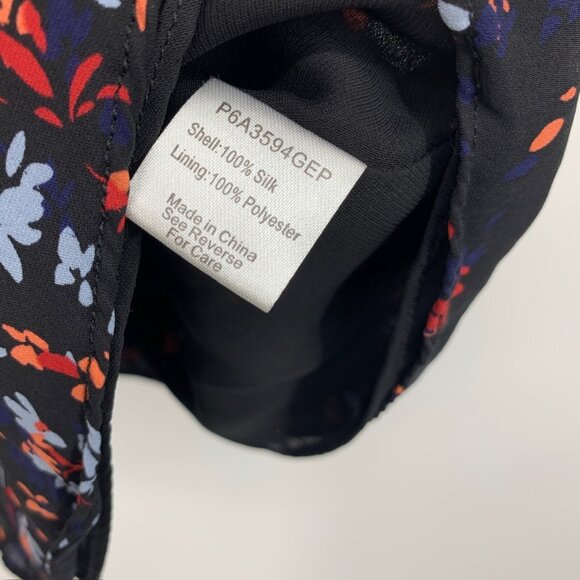 P6A3594GEP
Shell:100% Silk
Lining:100% Polyester
Made in China
See Reverse
For Care